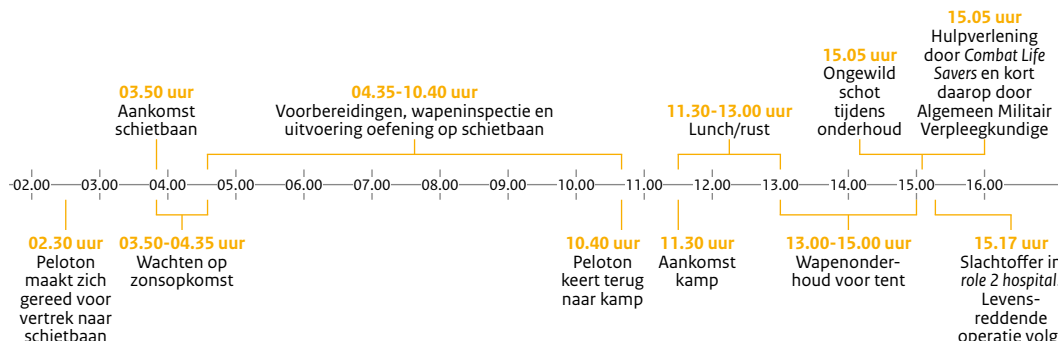 15.05 uur
Hulpverlening
door Combat Life
Savers en kort
daarop door
Algemeen Militair
Verpleegkundige
15.05 uur
Ongewild
schot
tijdens
onderhoud
03.50 uur
Aankomst
schietbaan
04.35-10.40 uur
Voorbereidingen, wapeninspectie en
uitvoering oefening op schietbaan
11.30-13.00 uur
Lunch/rust
02.00 03.00 04.00 05.00 06.00 07.00 08.00 09.00 10.00 11.00 12.00 13.00 14.00 15.00 16.00
02.30 uur
Peloton
maakt zich
gereed voor
vertrek naar
schietbaan
03.50-04.35 uur
Wachten op
zonsopkomst
10.40 uur
Peloton
keert terug
naar kamp
11.30 uur
Aankomst
kamp
13.00-15.00 uur
Wapenonder-
houd voor tent
15.17 uur
Slachtoffer in
role 2 hospital.
Levens-
reddende
operatie volg